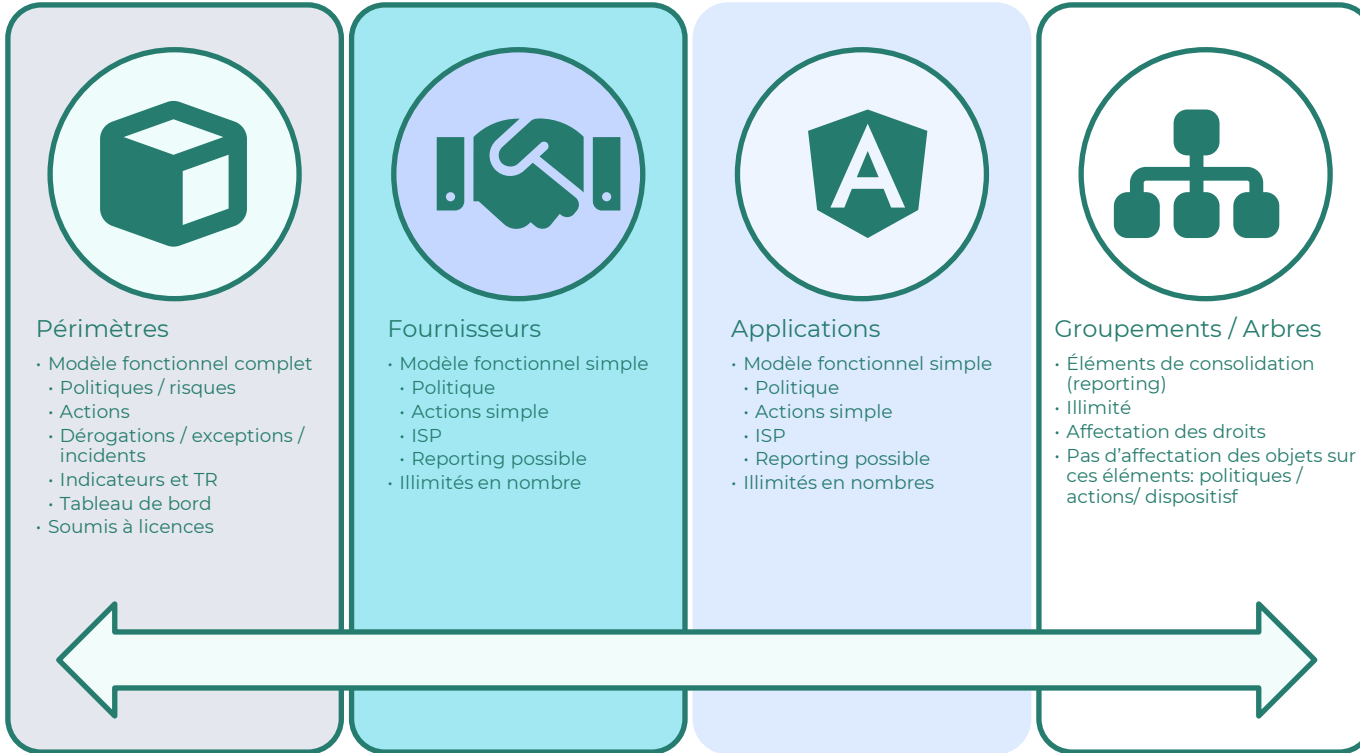 Périmètres
• Modèle fonctionnel complet
• Politiques / risques
• Actions
• Dérogations / exceptions /
incidents
• Indicateurs et TR
• Tableau de bord
• Soumis à licences
Fournisseurs
• Modèle fonctionnel simple
• Politique
• Actions simple
• ISP
• Reporting possible
• Illimités en nombre
Applications
• Modèle fonctionnel simple
• Politique
• Actions simple
• ISP
• Reporting possible
• Illimités en nombres
Groupements / Arbres
• Éléments de consolidation
(reporting)
• Illimité
• Affectation des droits
• Pas d’affectation des objets sur
ces éléments: politiques /
actions/ dispositisf